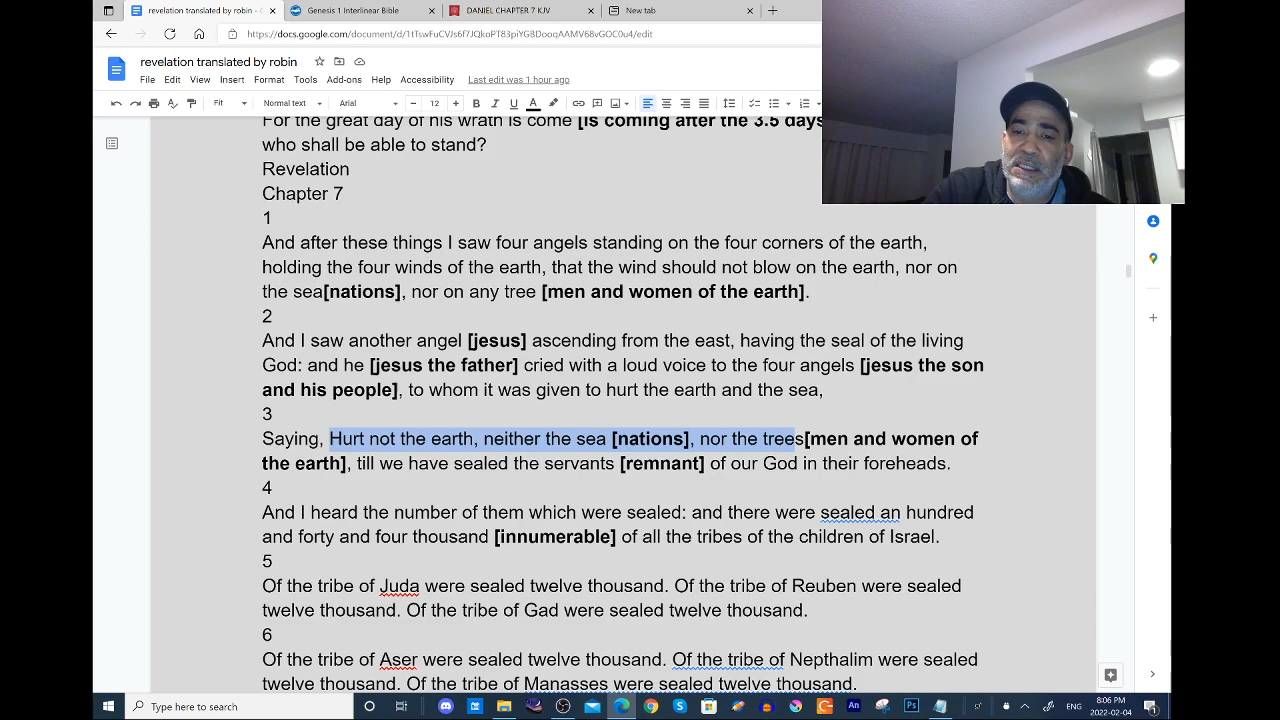 revelation translated by robin - G
Genesis 1 Interlinear Bible
DANIEL CHAPTER 7 KJV
New tab
https://docs.google.com/document/d/1tTswFuCVJs6f7JQkoPT83piYGBDooqAAMV68vGOC0u4/edit
revelation translated by robin
File Edit View Insert Format Tools Add-ons Help Accessibility Last edit was 1 hour ago
Fit Normal text Arial 12 B I U A
For the great day of his wrath is come [is coming after the 3.5 days
who shall be able to stand?
Revelation
Chapter 7
1
And after these things I saw four angels standing on the four corners of the earth,
holding the four winds of the earth, that the wind should not blow on the earth, nor on
the sea[nations], nor on any tree [men and women of the earth].
2
And I saw another angel [jesus] ascending from the east, having the seal of the living
God: and he [jesus the father] cried with a loud voice to the four angels [jesus the son
and his people], to whom it was given to hurt the earth and the sea,
3
Saying, Hurt not the earth, neither the sea [nations], nor the trees[men and women of
the earth], till we have sealed the servants [remnant] of our God in their foreheads.
4
And I heard the number of them which were sealed: and there were sealed an hundred
and forty and four thousand [innumerable] of all the tribes of the children of Israel.
5
Of the tribe of Juda were sealed twelve thousand. Of the tribe of Reuben were sealed
twelve thousand. Of the tribe of Gad were sealed twelve thousand.
6
Of the tribe of Aser were sealed twelve thousand. Of the tribe of Nepthalim were sealed
twelve thousand. Of the tribe of Manasses were sealed twelve thousand.
Type here to search
An
Ps
ENG
8:06 PM
2022-02-04